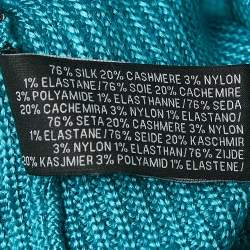 76% SILK 20% CASHMERE 3% NYLON
1% ELASTANE/76% SOIE 20% CACHEMIRE
3% POLYAMIDE 1% ELASTHANNE/76% SEDA
20% CACHEMIRA 3% NYLON 1% ELASTANO/
76% SETA 20% CASHMERE 3% NYLON
1% ELASTANE/76% SEIDE 20% KASCHMIR
3% NYLON 1% ELASTHAN/76% ZIJDE
20% KASJMIER 3% POLYAMID 1% ELASTENE/